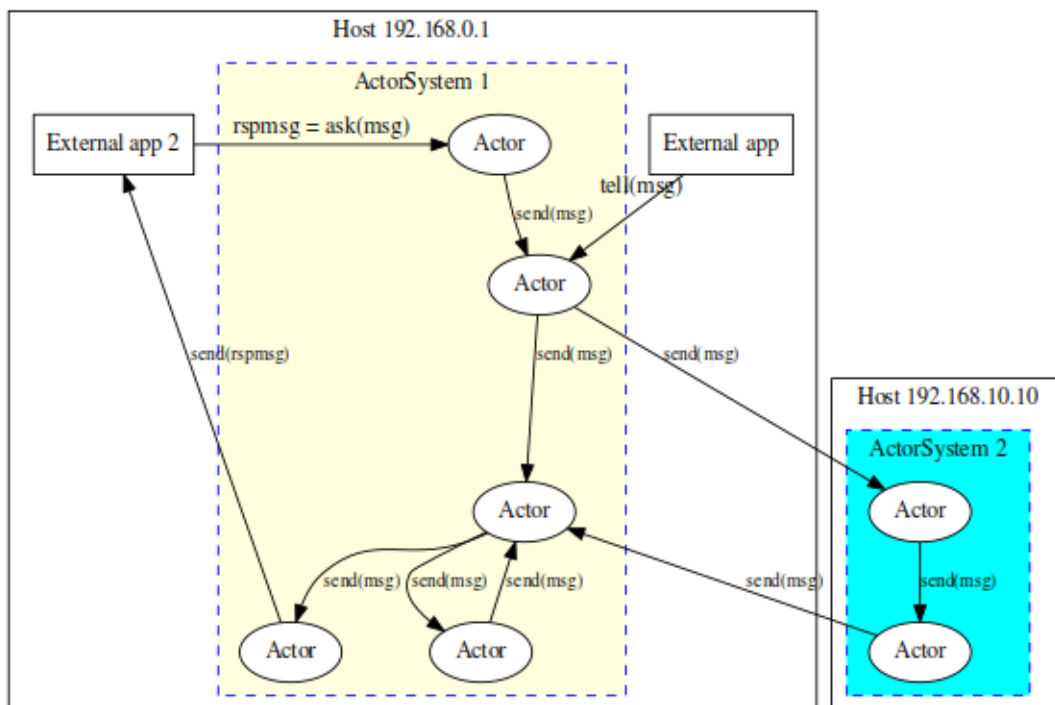 Host 192.168.0.1
ActorSystem 1
External app 2
rspmsg = ask(msg)
Actor
External app
tell(msg)
send(msg)
Actor
send(rspmsg)
send(msg)
send(msg)
Host 192.168.10.10
ActorSystem 2
Actor
Actor
send(msg)
send(msg)
send(msg)
send(msg)
send(msg)
Actor
Actor
Actor